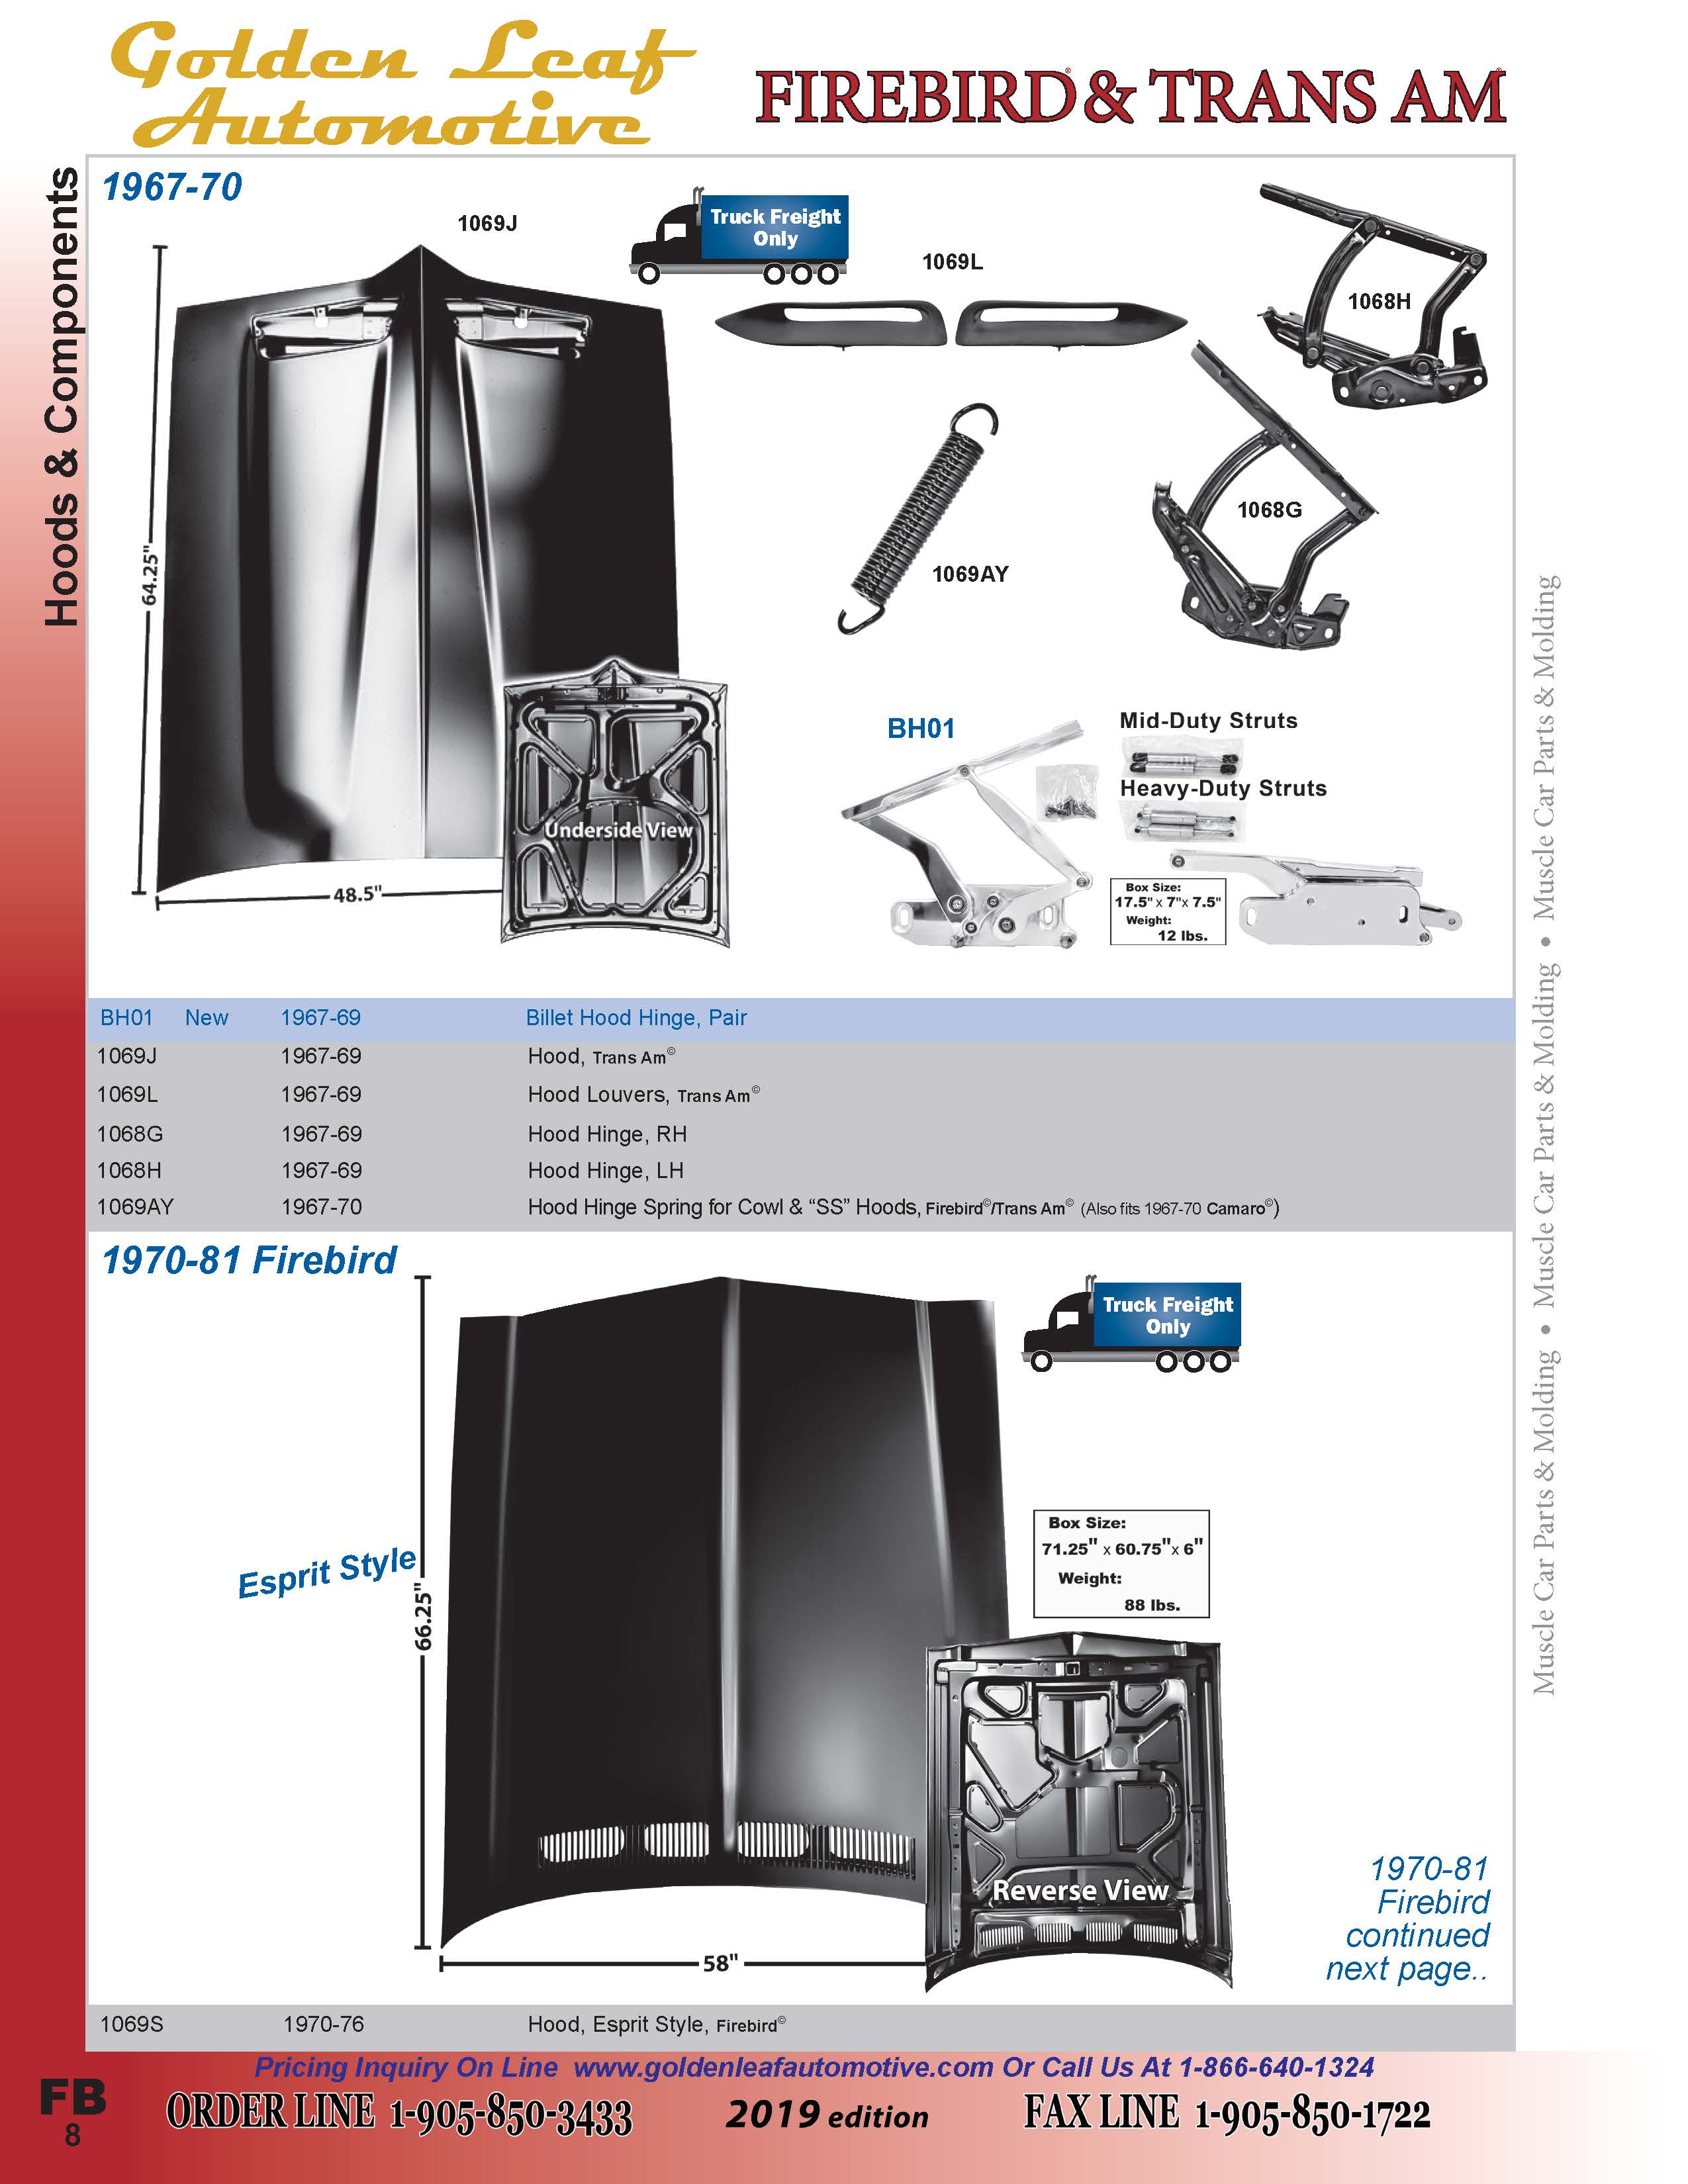 Golden Leaf
Automotive
FIREBIRD® & TRANS AM®
Hoods & Components
1967-70
1069J
Truck Freight
Only
1069L
1068H
1068G
1069AY
64.25"
48.5"
Underside View
BH01
Mid-Duty Struts
Heavy-Duty Struts
Box Size:
17.5" x 7"x 7.5"
Weight:
12 lbs.
BH01 New 1967-69 Billet Hood Hinge, Pair
1069J 1967-69 Hood, Trans Am©
1069L 1967-69 Hood Louvers, Trans Am©
1068G 1967-69 Hood Hinge, RH
1068H 1967-69 Hood Hinge, LH
1069AY 1967-70 Hood Hinge Spring for Cowl & “SS” Hoods, Firebird©/Trans Am© (Also fits 1967-70 Camaro©)
1970-81 Firebird
Truck Freight
Only
Esprit Style
66.25"
58"
Box Size:
71.25" x 60.75"x 6"
Weight:
88 lbs.
Reverse View
1970-81
Firebird
continued
next page..
1069S 1970-76 Hood, Esprit Style, Firebird©
Muscle Car Parts & Molding • Muscle Car Parts & Molding • Muscle Car Parts & Molding
Pricing Inquiry On Line www.goldenleafautomotive.com Or Call Us At 1-866-640-1324
FB
8
ORDER LINE 1-905-850-3433
2019 edition
FAX LINE 1-905-850-1722